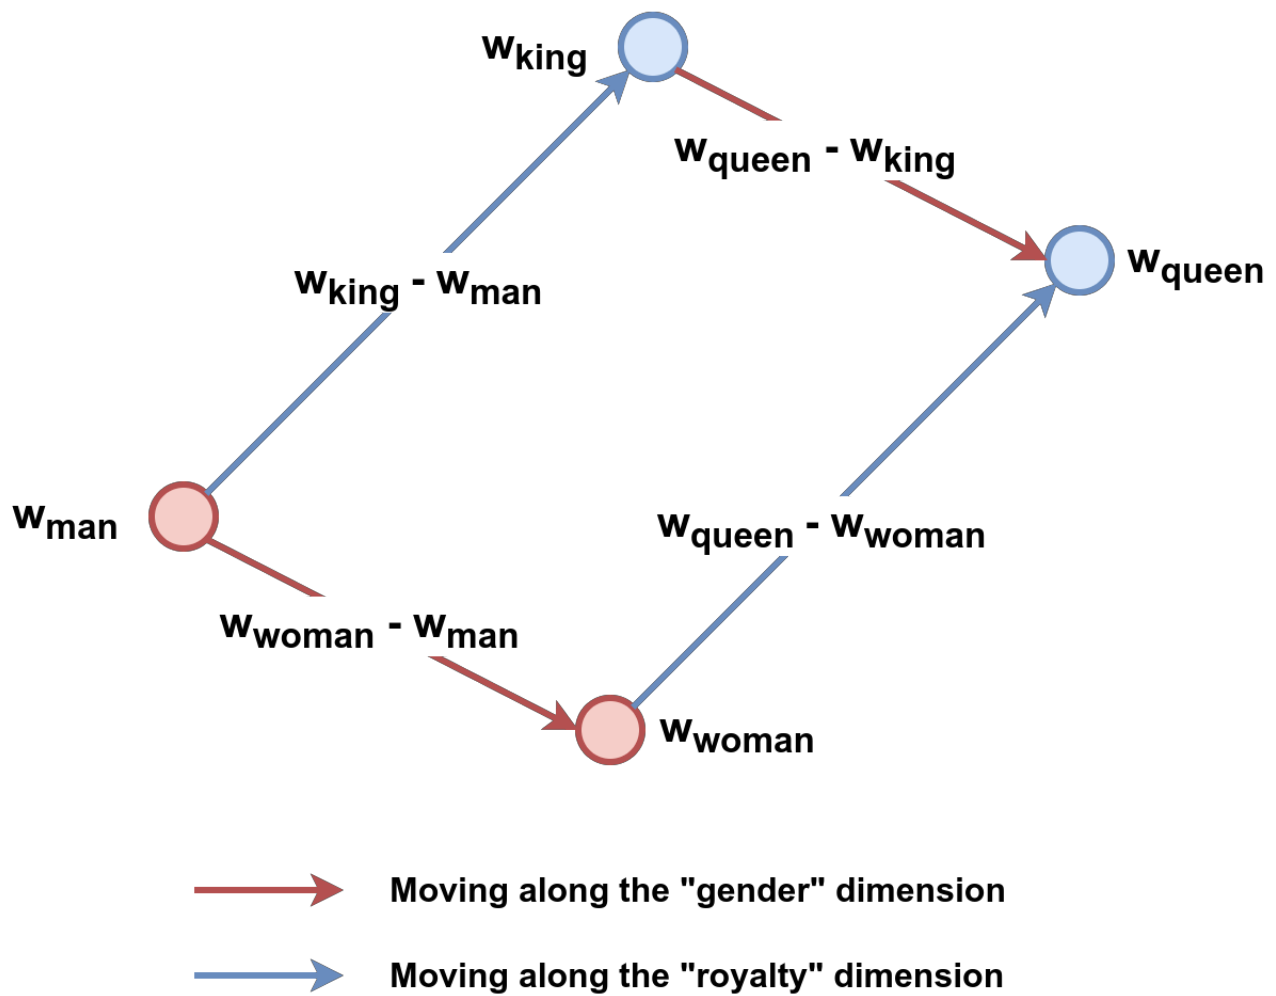 wking
wqueen - wking
wqueen
wking - wman
wman
wqueen - wwoman
wwoman - wman
wwoman
Moving along the "gender" dimension
Moving along the "royalty" dimension